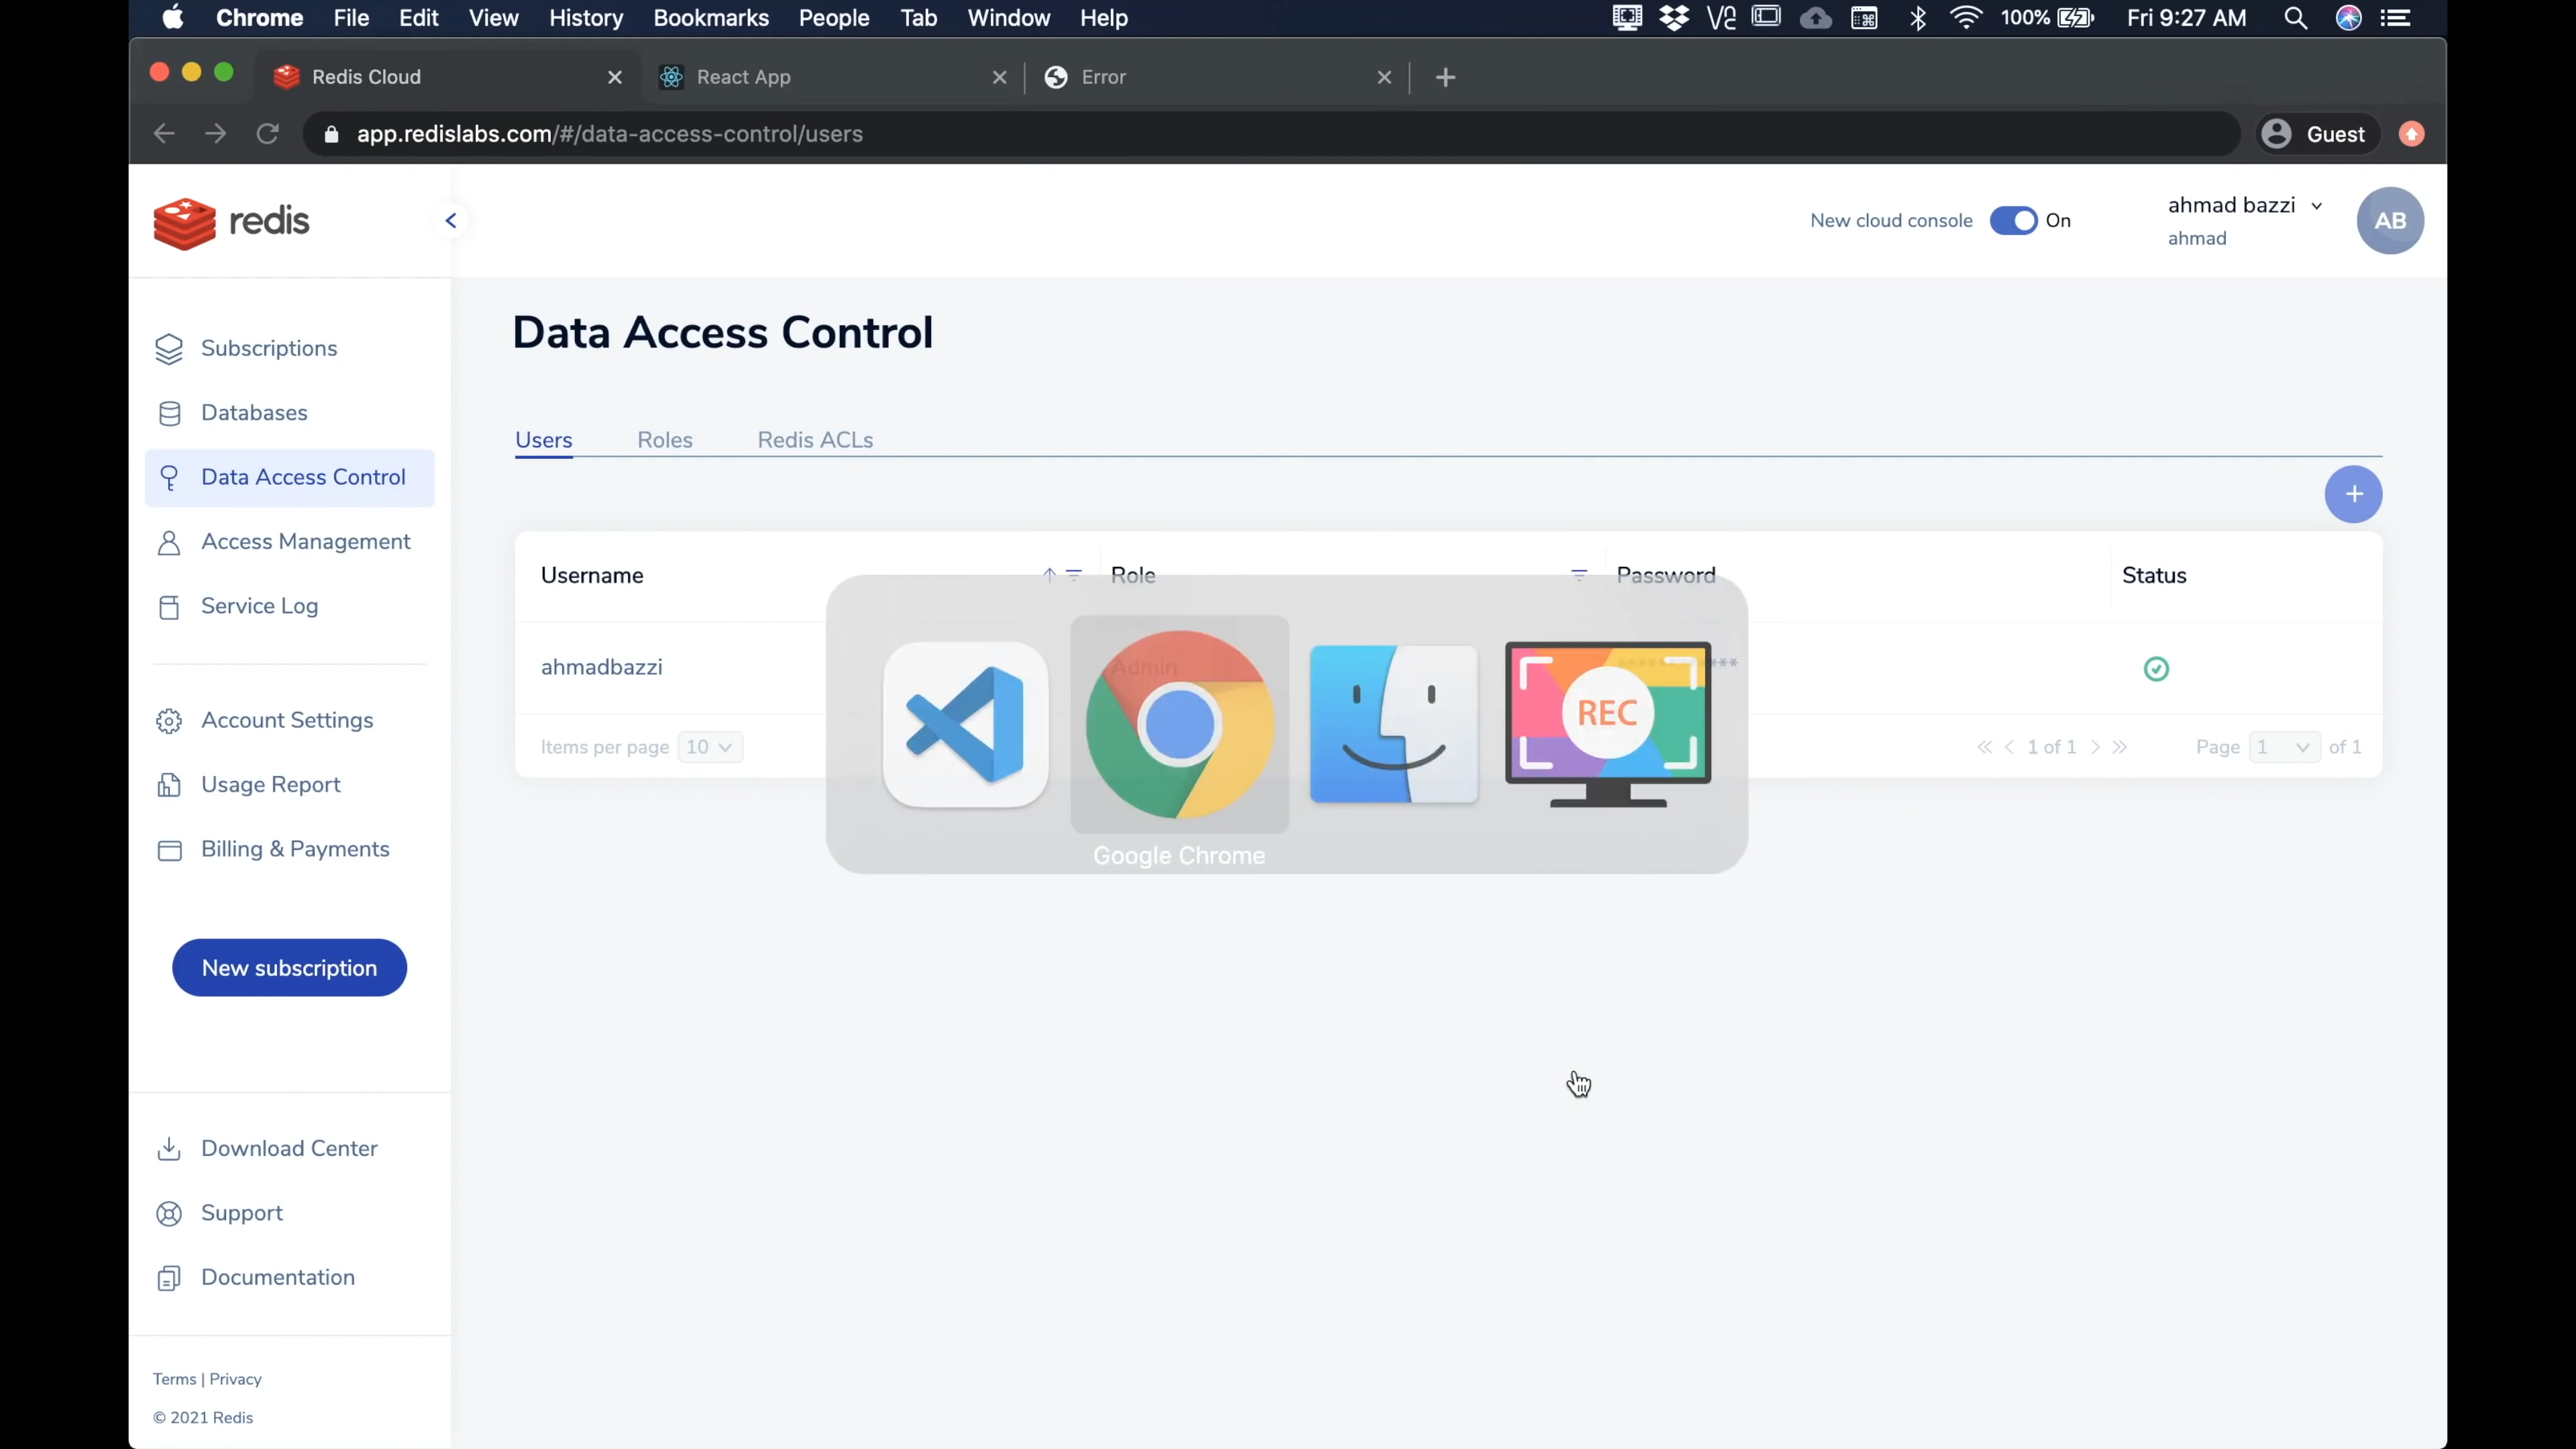 Chrome File Edit View History Bookmarks People Tab Window Help 100% Fri 9:27 AM
Redis Cloud React App Error
app.redislabs.com/#/data-access-control/users Guest
redis
New cloud console On
ahmad bazzi
ahmad
AB
Subscriptions
Databases
Data Access Control
Access Management
Service Log
Account Settings
Usage Report
Billing & Payments
New subscription
Download Center
Support
Documentation
Terms | Privacy
© 2021 Redis
Data Access Control
Users Roles Redis ACLs
Username Role Password Status
ahmadbazzi Admin ***
Items per page 10 1 of 1 Page 1 of 1
REC
Google Chrome